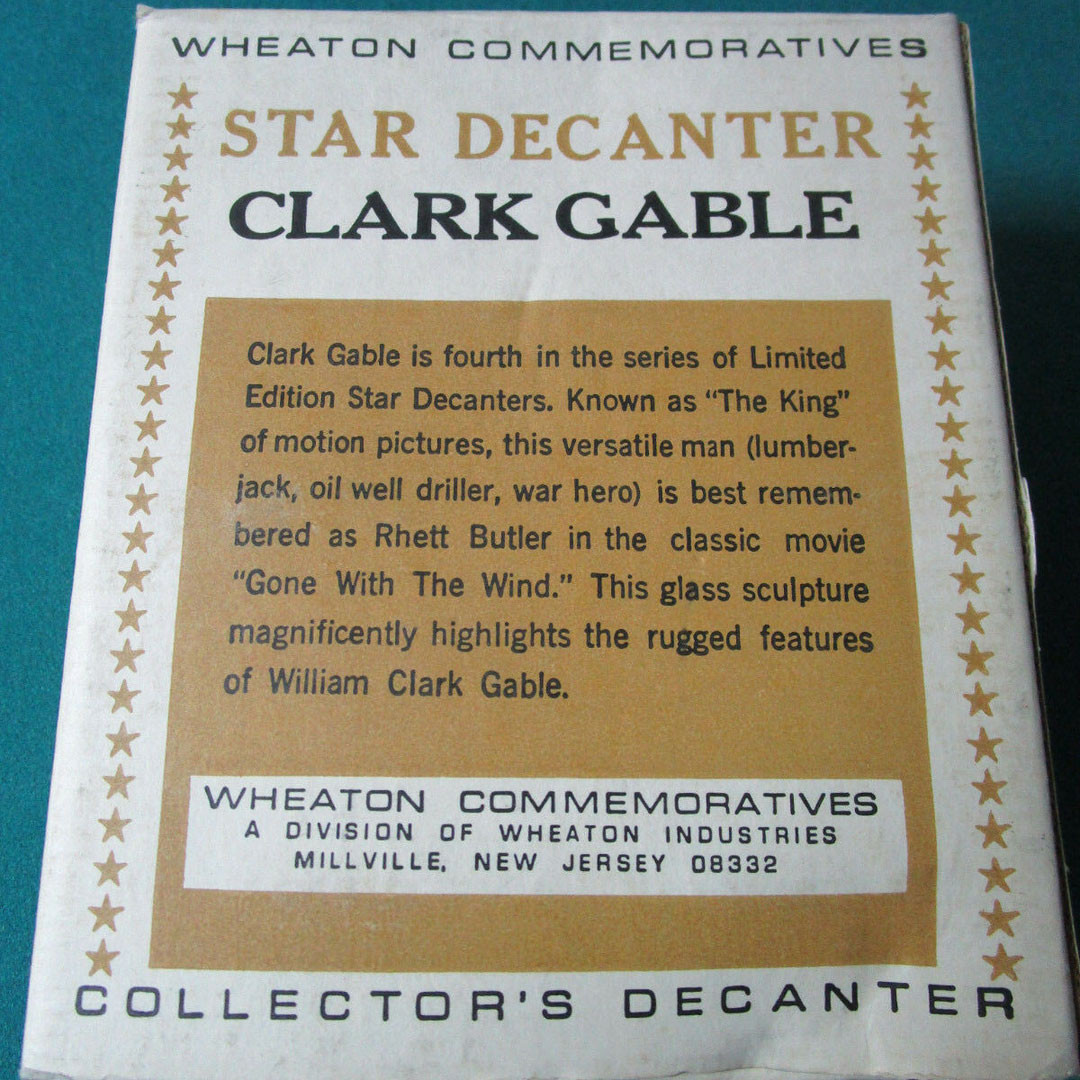 WHEATON COMMEMORATIVES
STAR DECANTER
CLARK GABLE
Clark Gable is fourth in the series of Limited
Edition Star Decanters. Known as “The King”
of motion pictures, this versatile man (lumber-
jack, oil well driller, war hero) is best remem-
bered as Rhett Butler in the classic movie
“Gone With The Wind.” This glass sculpture
magnificently highlights the rugged features
of William Clark Gable.
WHEATON COMMEMORATIVES
A DIVISION OF WHEATON INDUSTRIES
MILLVILLE, NEW JERSEY 08332
COLLECTOR'S DECANTER